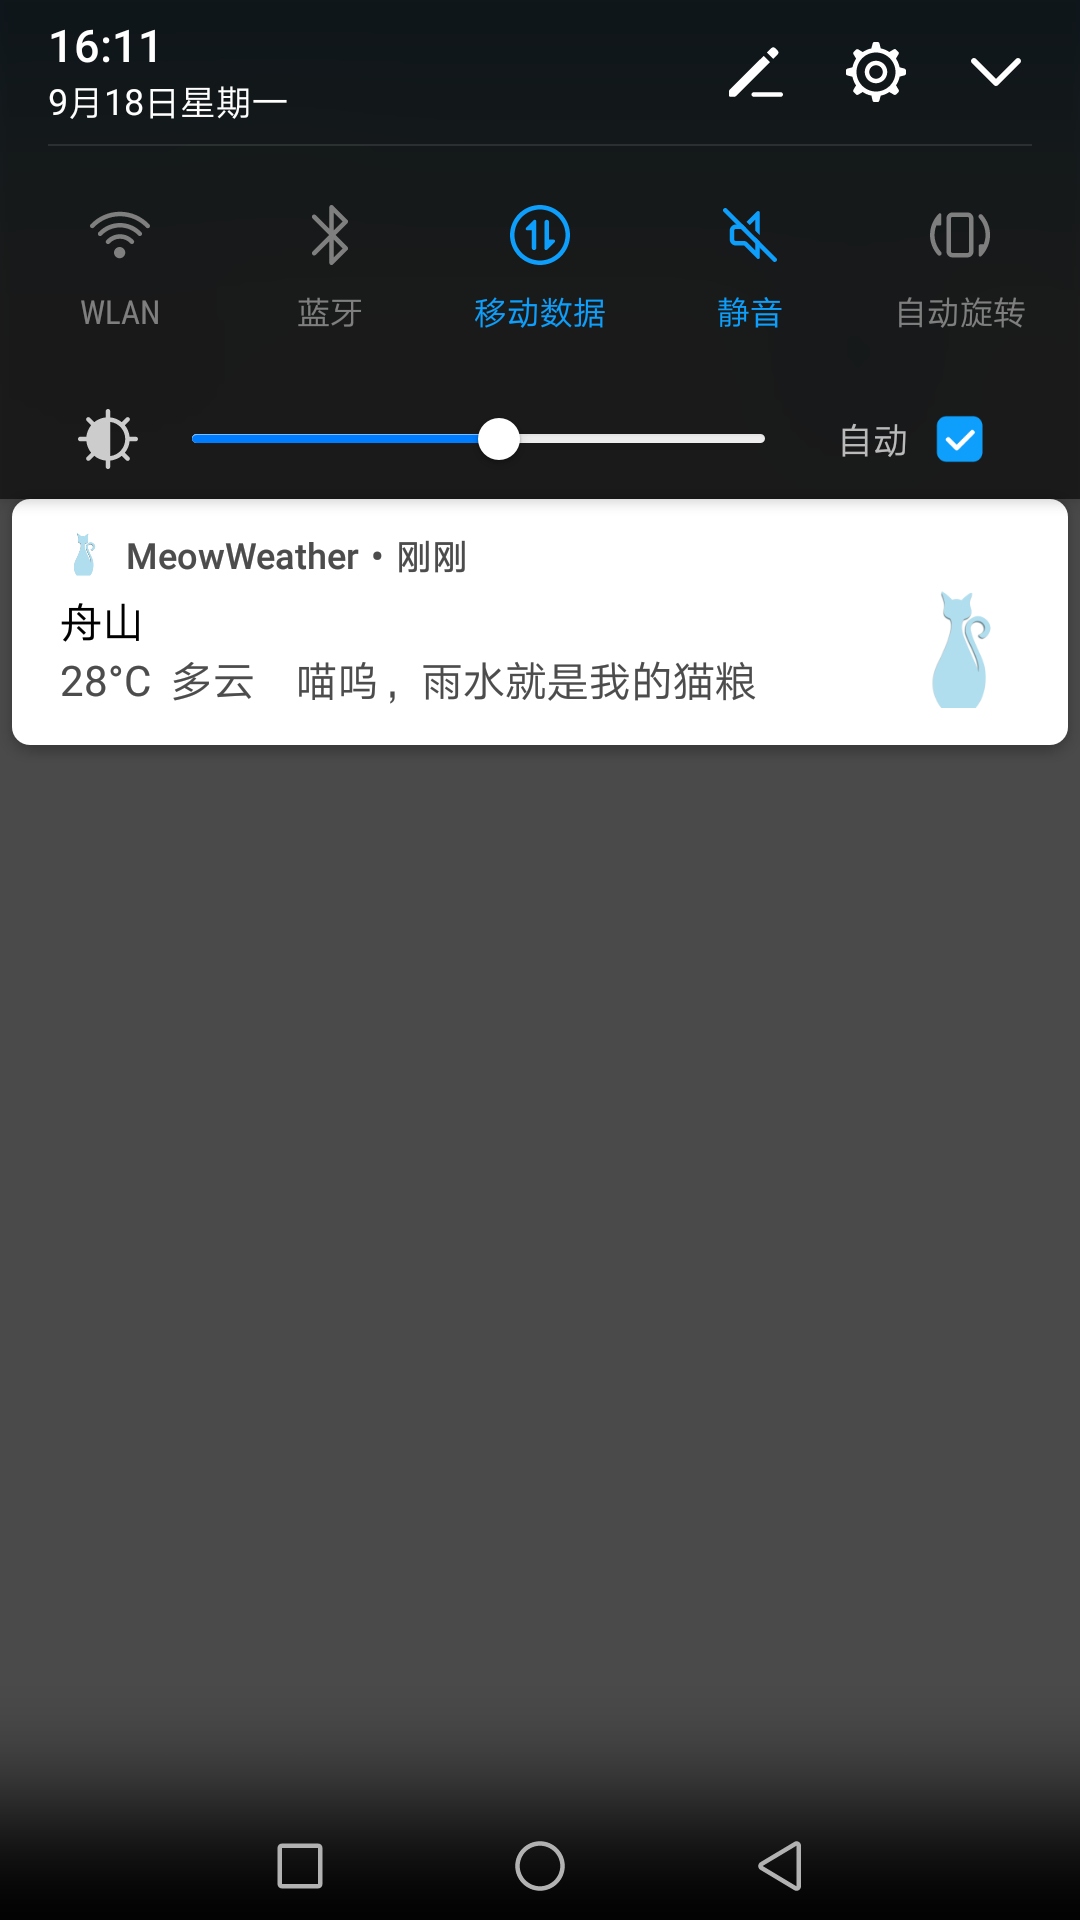 16:11
9月18日星期一
WLAN
蓝牙
移动数据
静音
自动旋转
自动
MeowWeather • 刚刚
舟山
28°C 多云 喵呜，雨水就是我的猫粮